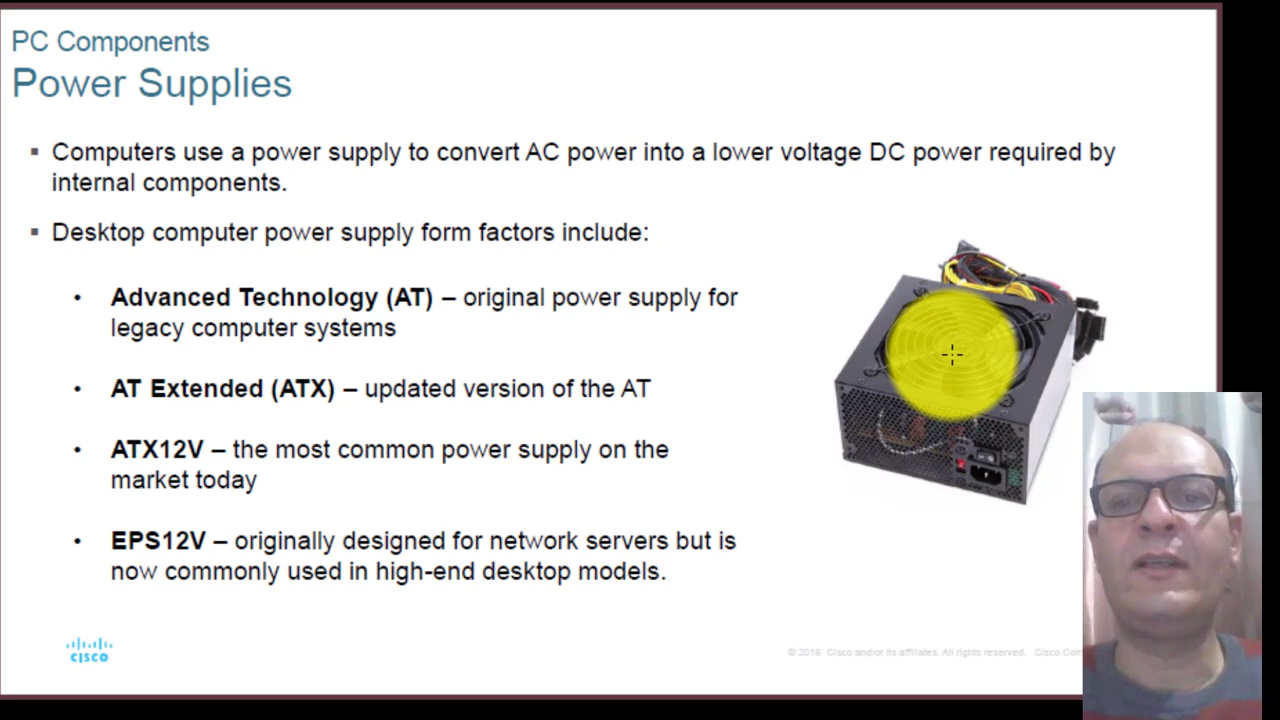 PC Components
Power Supplies
▪ Computers use a power supply to convert AC power into a lower voltage DC power required by
internal components.
▪ Desktop computer power supply form factors include:
• Advanced Technology (AT) – original power supply for
legacy computer systems
• AT Extended (ATX) – updated version of the AT
• ATX12V – the most common power supply on the
market today
• EPS12V – originally designed for network servers but is
now commonly used in high-end desktop models.
CISCO
© 2016 Cisco and/or its affiliates. All rights reserved. Cisco